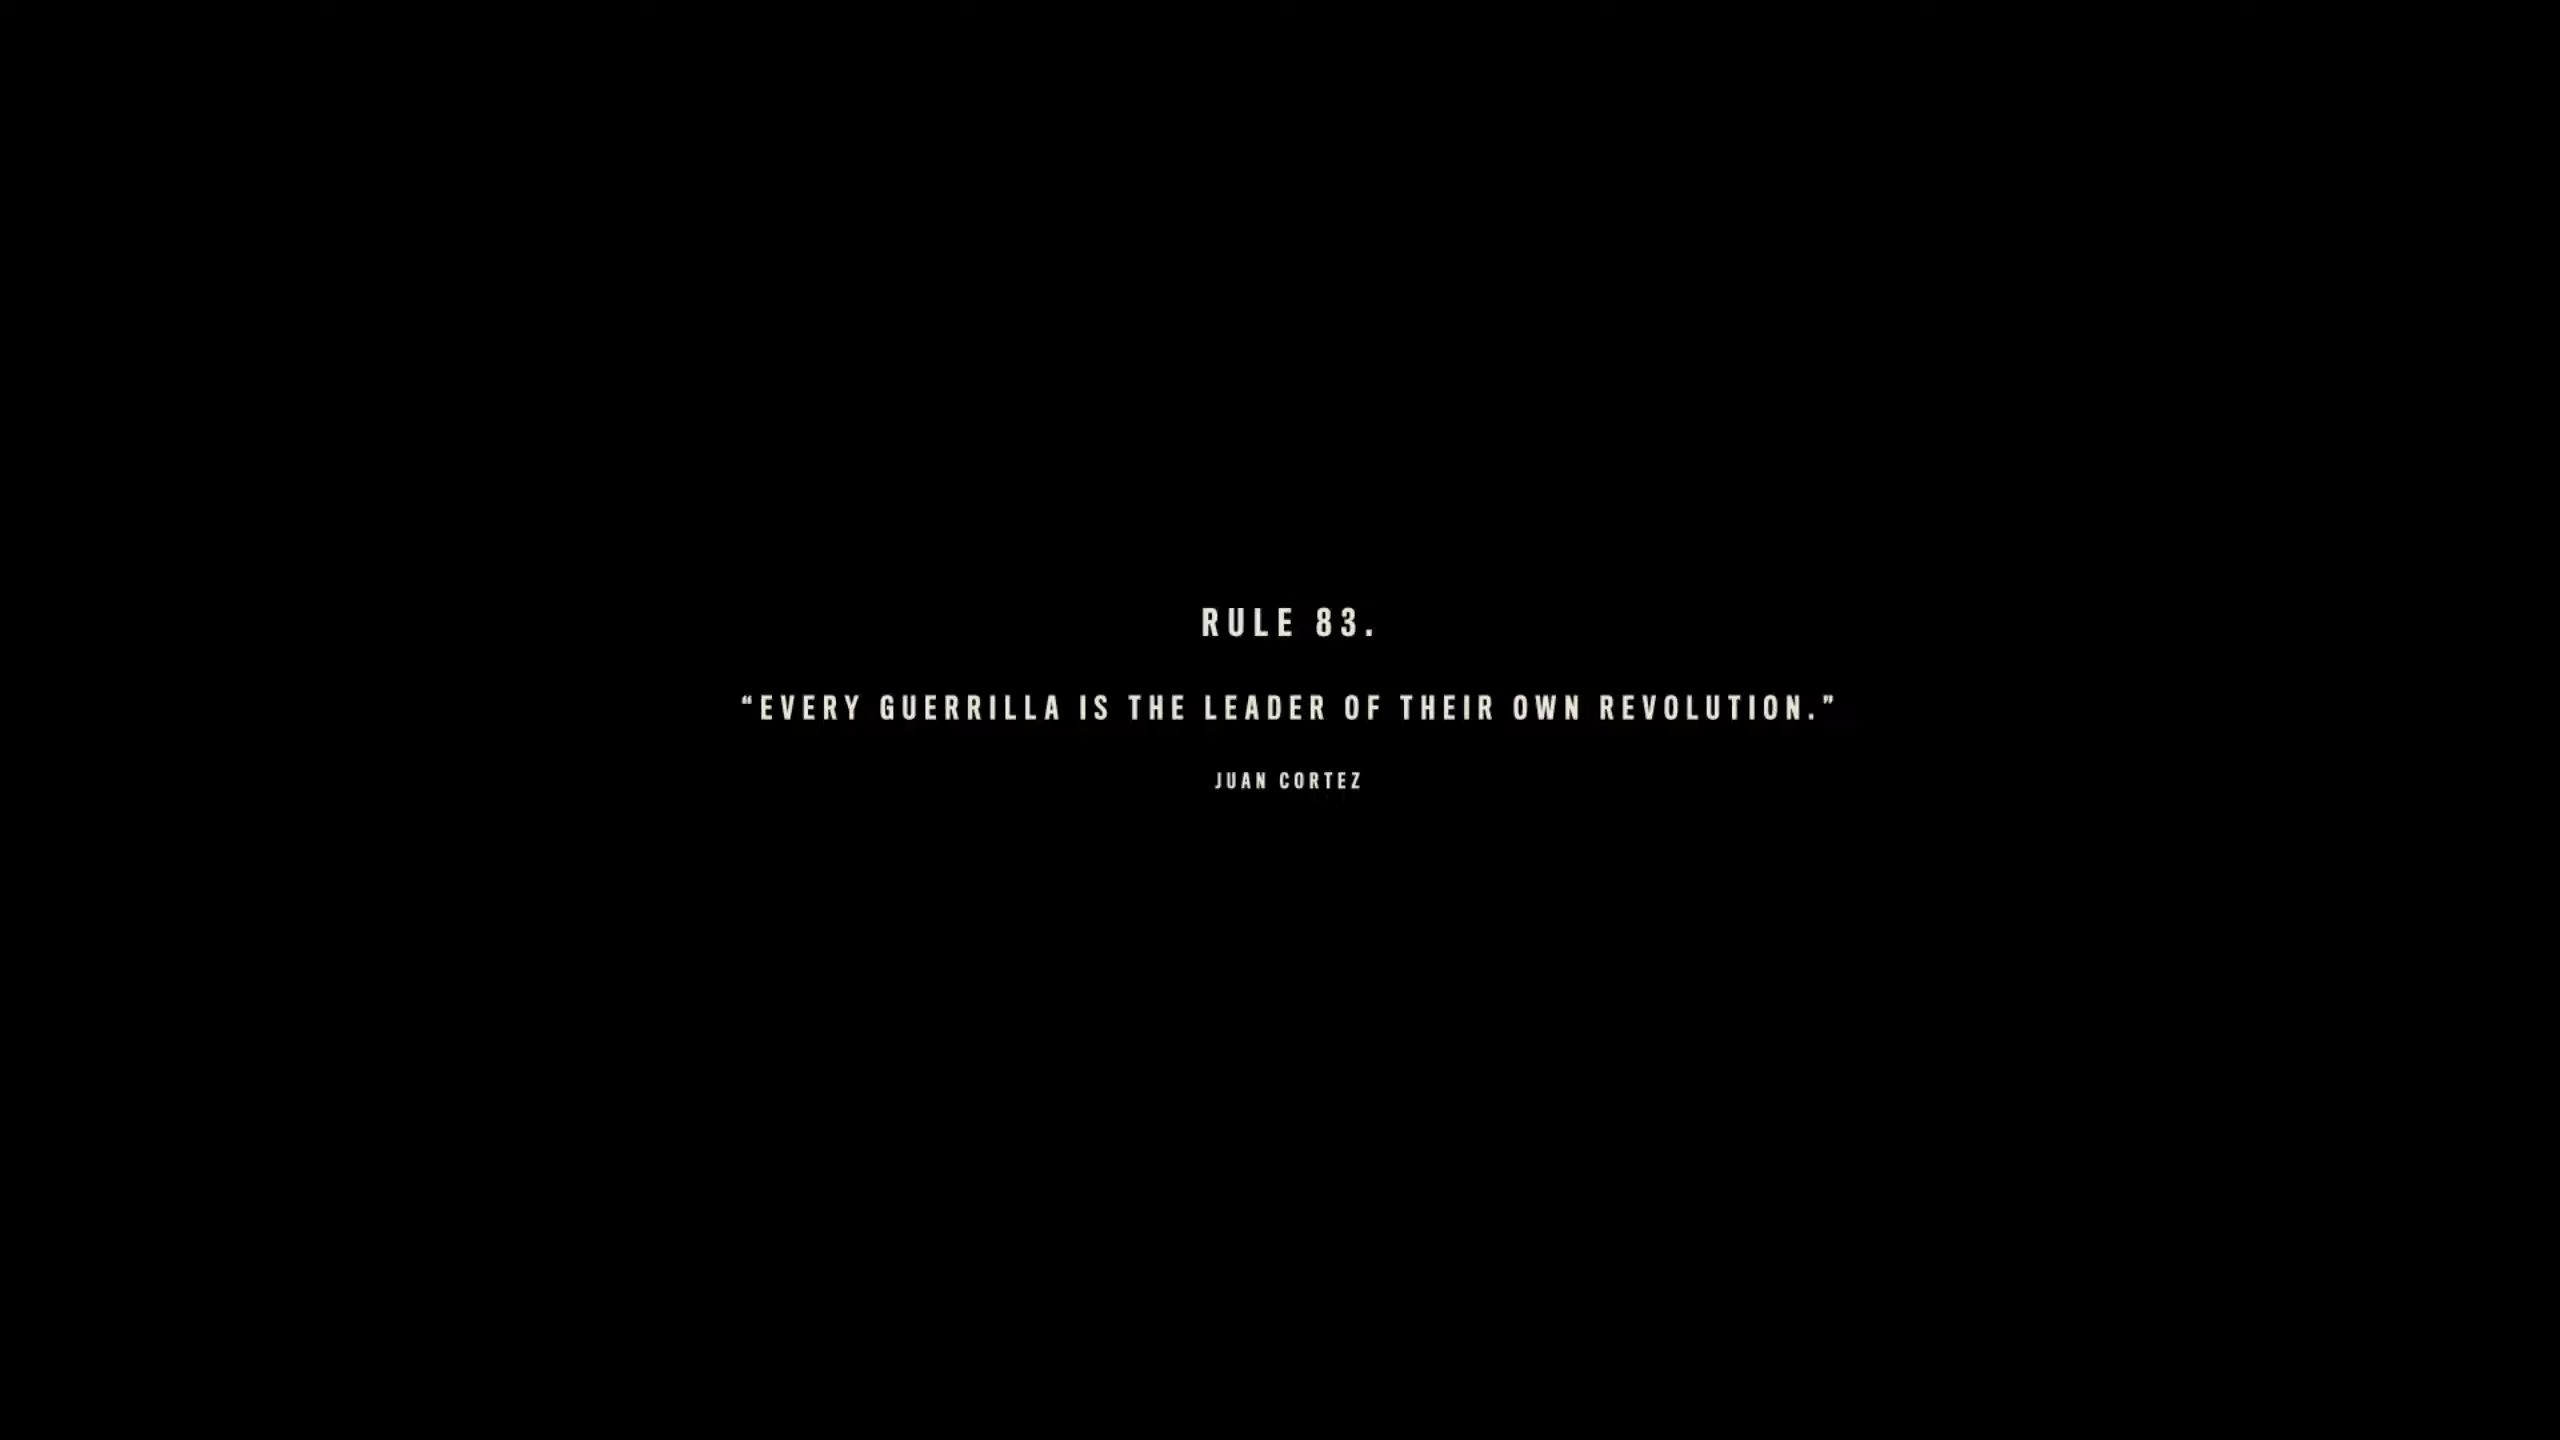 RULE 83.
“EVERY GUERRILLA IS THE LEADER OF THEIR OWN REVOLUTION.”
JUAN CORTEZ